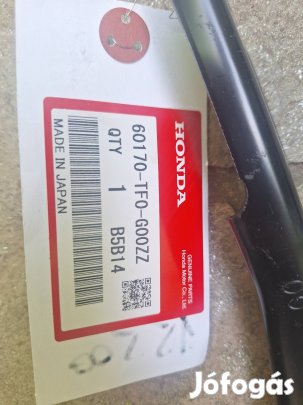 HONDA
GENUINE PARTS
Honda Motor Co., Ltd.
60170-TF0-G00ZZ
QTY 1 B5B14
MADE IN JAPAN
Jófogás